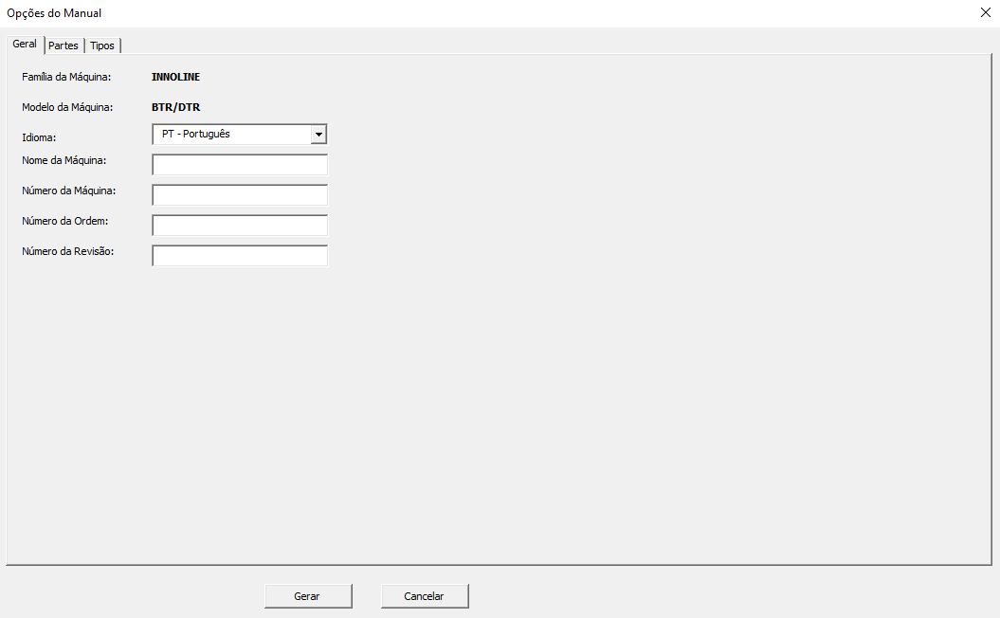 Opções do Manual
Geral Partes Tipos
Família da Máquina: INNOLINE
Modelo da Máquina: BTR/DTR
Idioma: PT - Português
Nome da Máquina:
Número da Máquina:
Número da Ordem:
Número da Revisão:
Gerar Cancelar